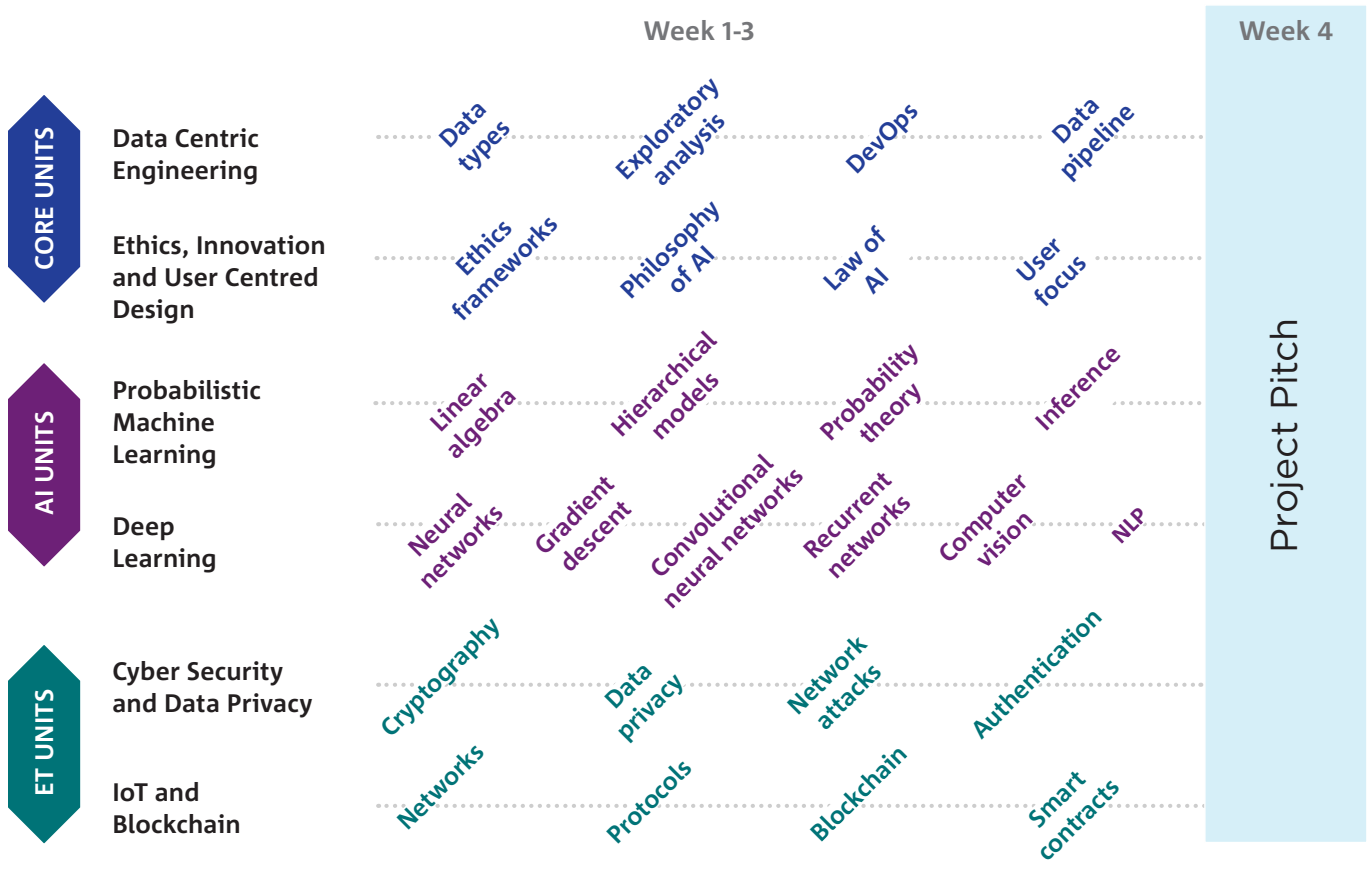 Week 1-3
Week 4
CORE UNITS
Data Centric
Engineering
Data
types
Exploratory
analysis
DevOps
Data
pipeline
Ethics, Innovation
and User Centred
Design
Ethics
frameworks
Philosophy
of AI
Law of
AI
User
focus
AI UNITS
Probabilistic
Machine
Learning
Linear
algebra
Hierarchical
models
Probability
theory
Inference
Deep
Learning
Neural
networks
Gradient
descent
Convolutional
neural networks
Recurrent
networks
Computer
vision
NLP
ET UNITS
Cyber Security
and Data Privacy
Cryptography
Data
privacy
Network
attacks
Authentication
IoT and
Blockchain
Networks
Protocols
Blockchain
Smart
contracts
Project Pitch